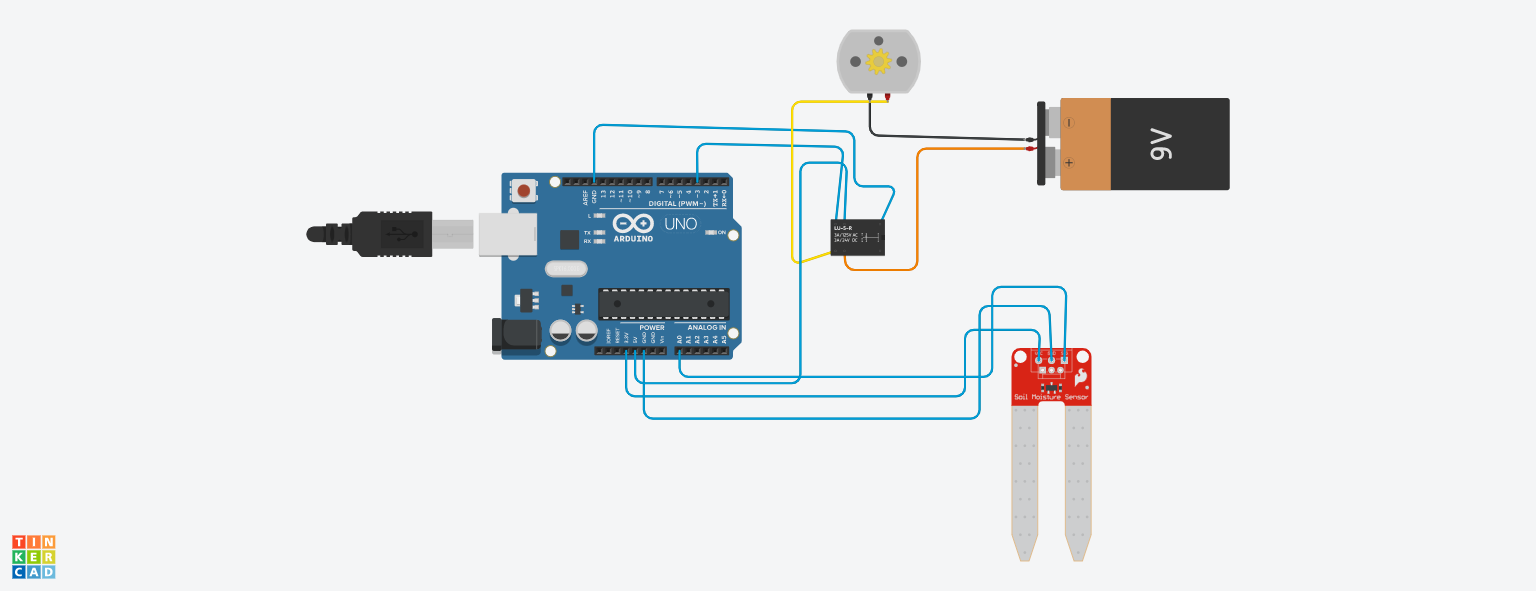 9V
AREF
GND
13
12
~11
~10
~9
8
7
~6
~5
4
~3
2
TX→1
RX←0
DIGITAL (PWM~)
L
TX
RX
ARDUINO
UNO
ON
LU-5-R
POWER
ANALOG IN
IOREF
RESET
3.3V
5V
GND
GND
Vin
A0
A1
A2
A3
A4
A5
Soil Moisture Sensor
TIN
KER
CAD